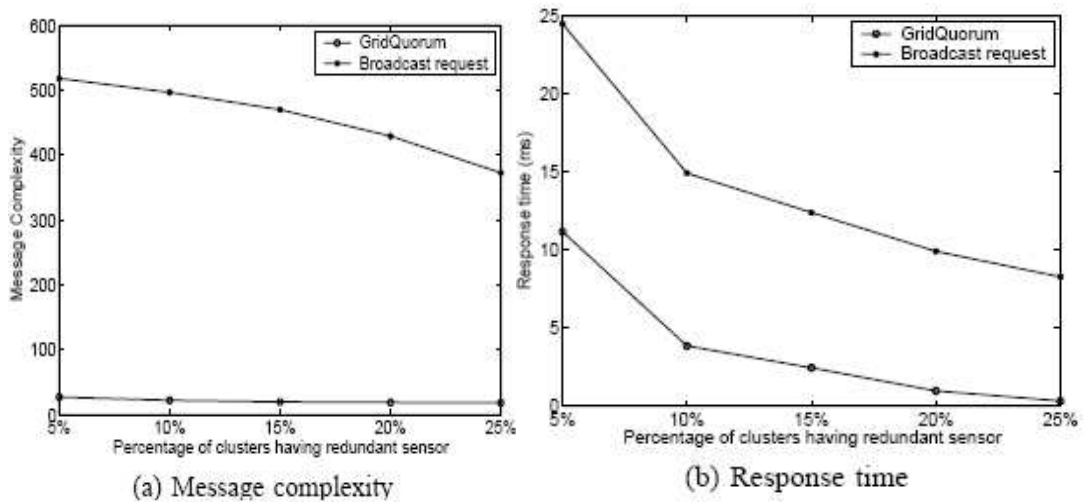 600
500
400
300
200
100
0
Message Complexity
GridQuorum
Broadcast request
5%
10%
15%
20%
25%
Percentage of clusters having redundant sensor
(a) Message complexity
25
20
15
10
5
0
Response time (ms)
GridQuorum
Broadcast request
5%
10%
15%
20%
25%
Percentage of clusters having redundant sensor
(b) Response time